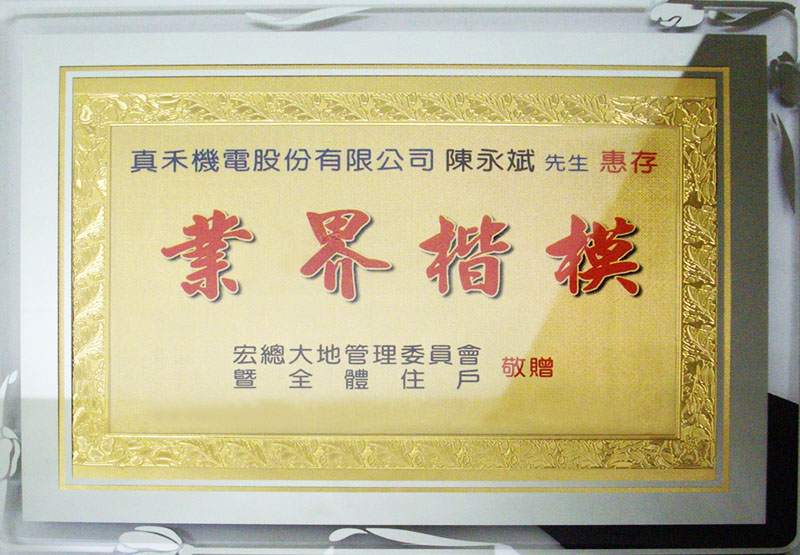 真禾機電股份有限公司 陳永斌 先生 惠存
業界楷模
宏總大地管理委員會
暨全體住戶 敬贈